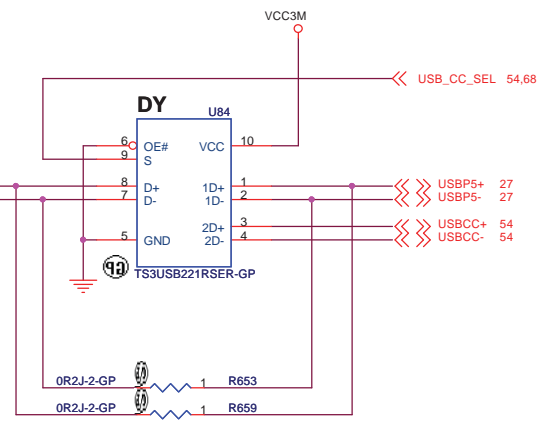 VCC3M
USB_CC_SEL 54,68
DY
U84
6 OE# VCC 10
9 S
8 D+ 1D+ 1 USBP5+ 27
7 D- 1D- 2 USBP5- 27
2D+ 3 USBCC+ 54
5 GND 2D- 4 USBCC- 54
GP
TS3USB221RSER-GP
0R2J-2-GP 1 R653
0R2J-2-GP 1 R659